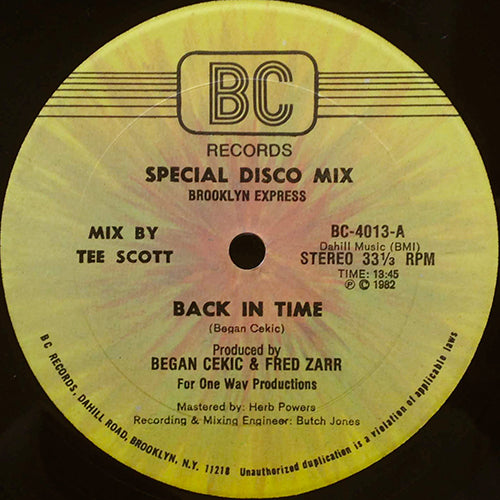 BC
RECORDS
SPECIAL DISCO MIX
BROOKLYN EXPRESS
MIX BY
TEE SCOTT
BC-4013-A
Dahill Music (BMI)
STEREO 33⅓ RPM
TIME: 13:45
Ⓟ © 1982
BACK IN TIME
(Began Cekic)
Produced by
BEGAN CEKIC & FRED ZARR
For One Way Productions
Mastered by: Herb Powers
Recording & Mixing Engineer: Butch Jones
BC RECORDS, DAHILL ROAD, BROOKLYN, N.Y. 11218 Unauthorized duplication is a violation of applicable laws